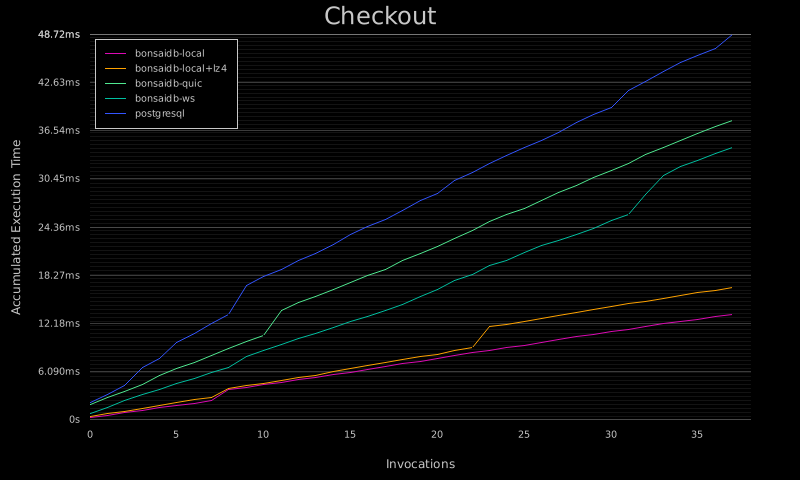 Checkout
48.72ms
42.63ms
36.54ms
30.45ms
24.36ms
18.27ms
12.18ms
6.090ms
0s
Accumulated Execution Time
bonsaidb-local
bonsaidb-local+lz4
bonsaidb-quic
bonsaidb-ws
postgresql
0 5 10 15 20 25 30 35
Invocations